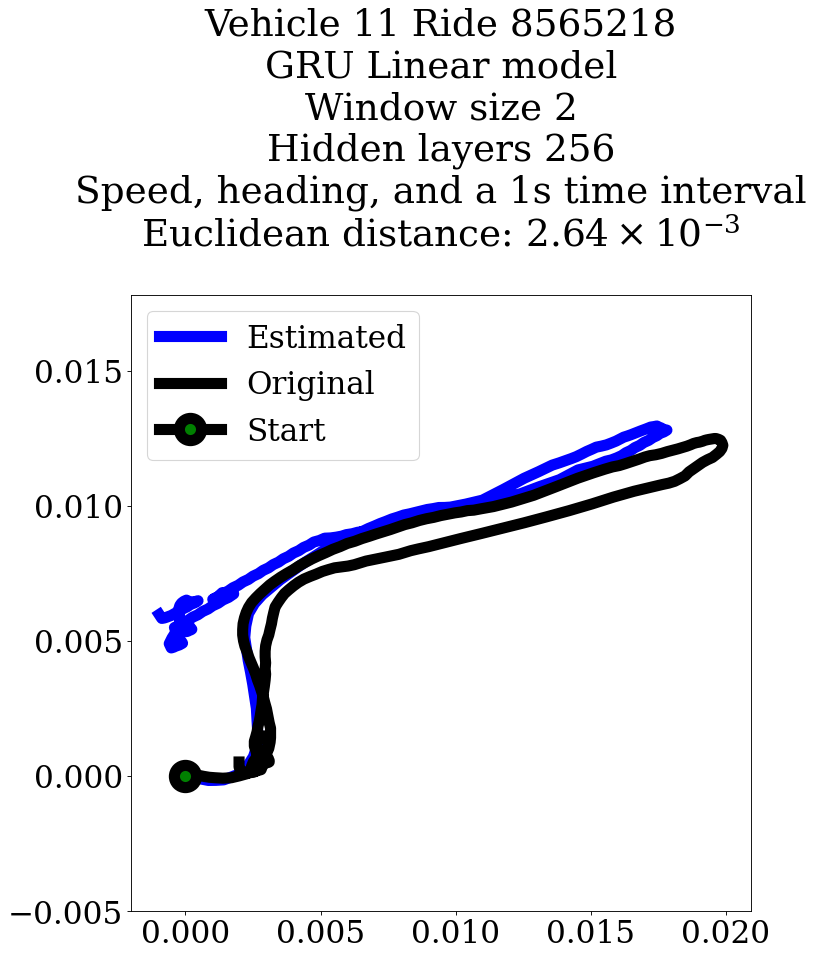 Vehicle 11 Ride 8565218
GRU Linear model
Window size 2
Hidden layers 256
Speed, heading, and a 1s time interval
Euclidean distance: 2.64 × 10⁻³
Estimated
Original
Start
0.015
0.010
0.005
0.000
−0.005
0.000 0.005 0.010 0.015 0.020